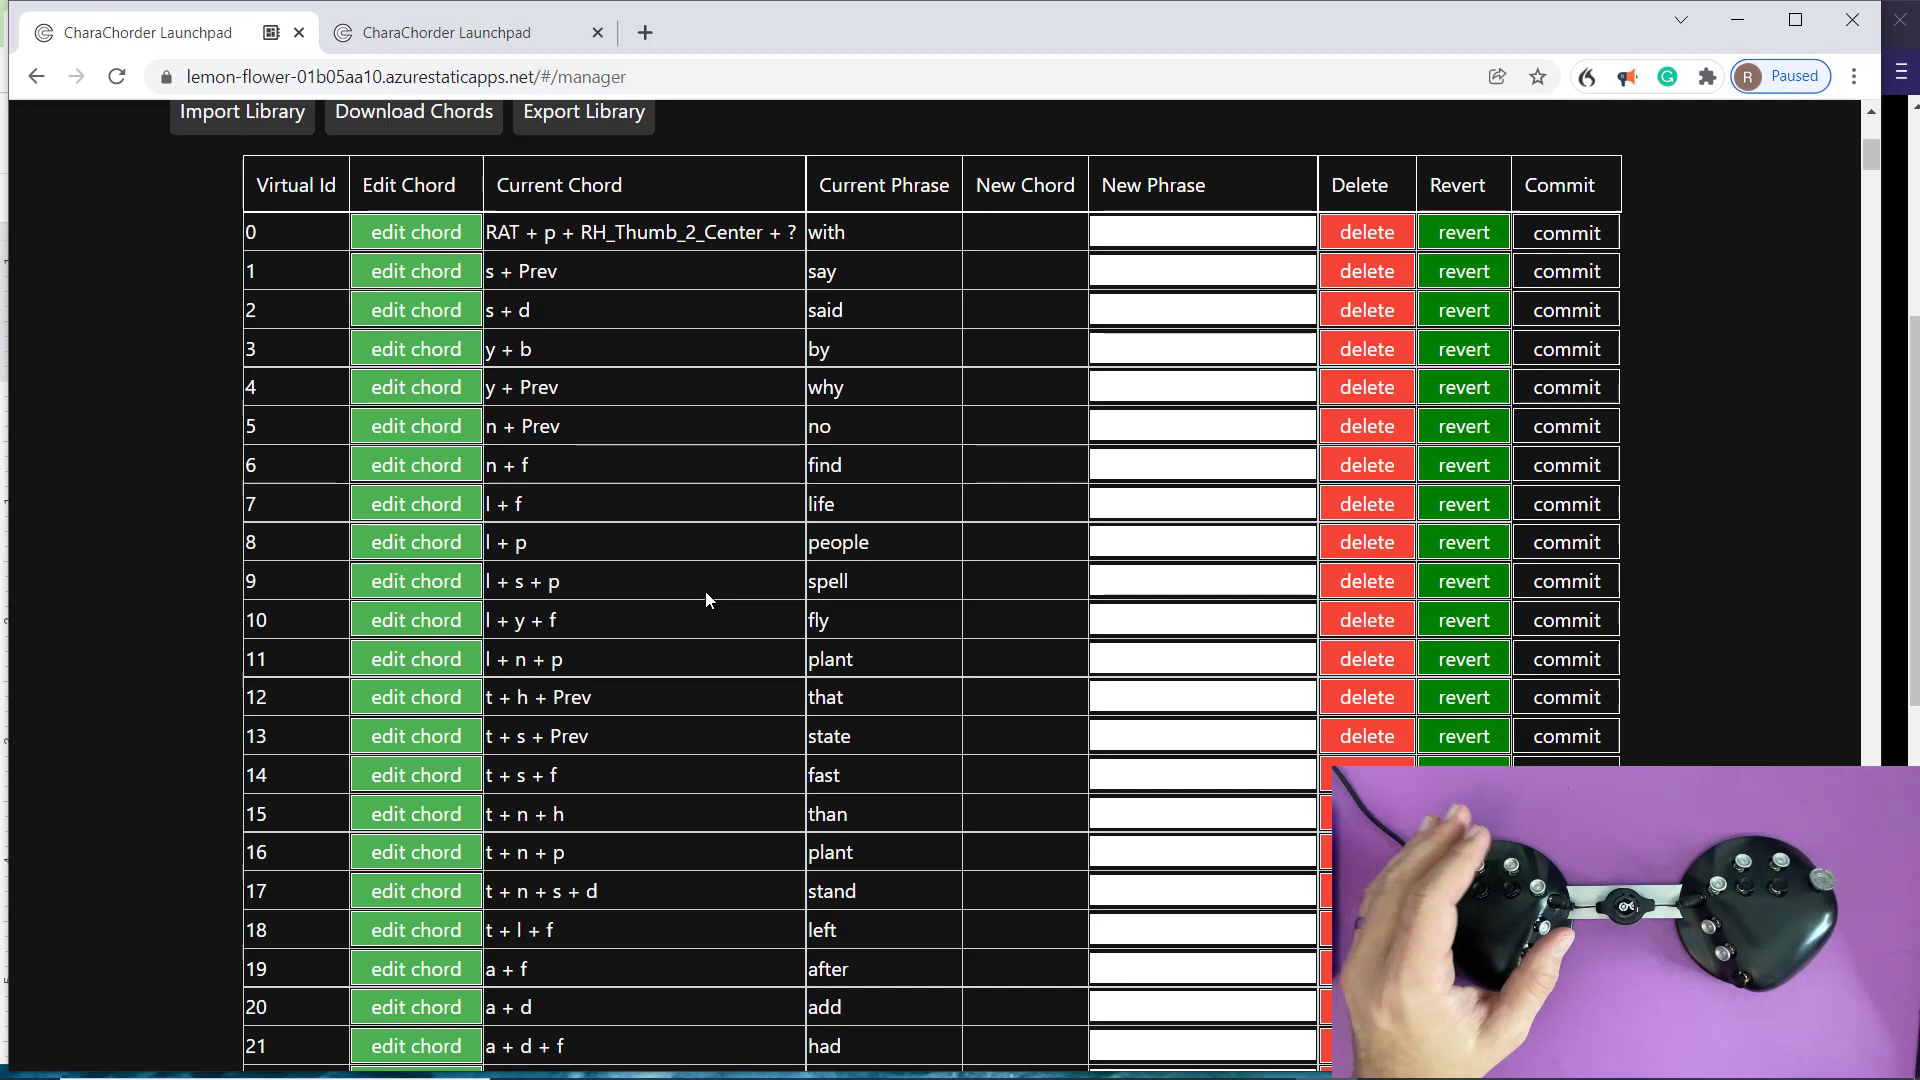 CharaChorder Launchpad CharaChorder Launchpad
lemon-flower-01b05aa10.azurestaticapps.net/#/manager R Paused
Import Library Download Chords Export Library
Virtual Id Edit Chord Current Chord Current Phrase New Chord New Phrase Delete Revert Commit
0 edit chord RAT + p + RH_Thumb_2_Center + ? with delete revert commit
1 edit chord s + Prev say delete revert commit
2 edit chord s + d said delete revert commit
3 edit chord y + b by delete revert commit
4 edit chord y + Prev why delete revert commit
5 edit chord n + Prev no delete revert commit
6 edit chord n + f find delete revert commit
7 edit chord l + f life delete revert commit
8 edit chord l + p people delete revert commit
9 edit chord l + s + p spell delete revert commit
10 edit chord l + y + f fly delete revert commit
11 edit chord l + n + p plant delete revert commit
12 edit chord t + h + Prev that delete revert commit
13 edit chord t + s + Prev state delete revert commit
14 edit chord t + s + f fast
15 edit chord t + n + h than
16 edit chord t + n + p plant
17 edit chord t + n + s + d stand
18 edit chord t + l + f left
19 edit chord a + f after
20 edit chord a + d add
21 edit chord a + d + f had